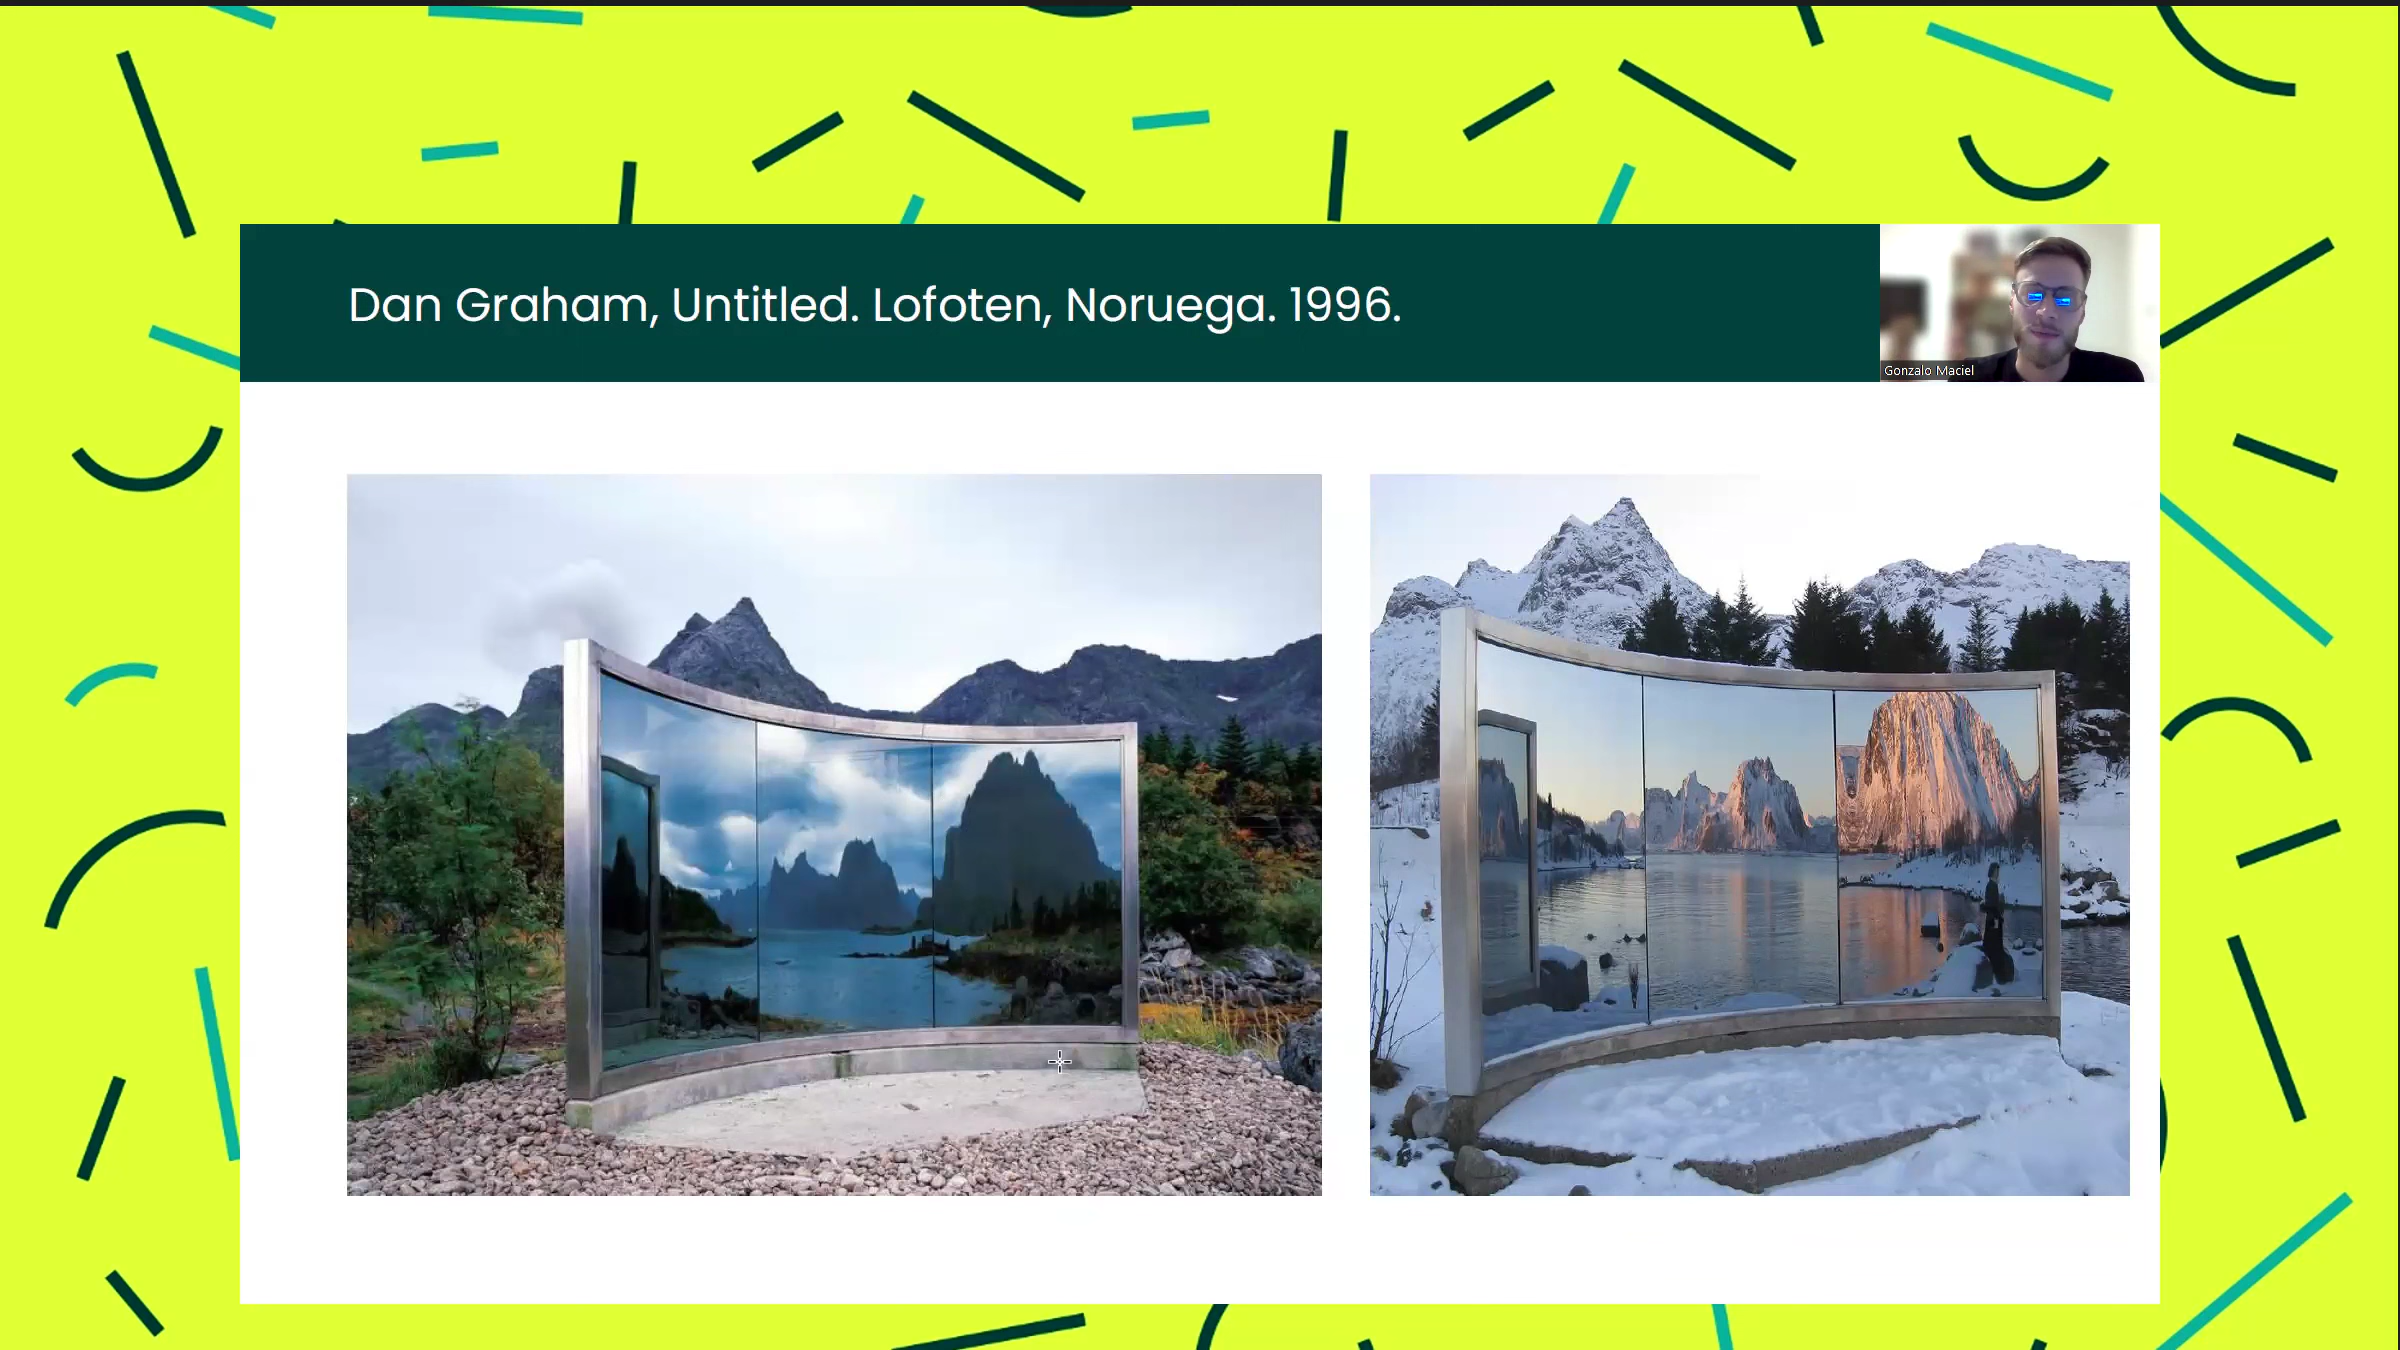 Dan Graham, Untitled. Lofoten, Noruega. 1996.
Gonzalo Maciel